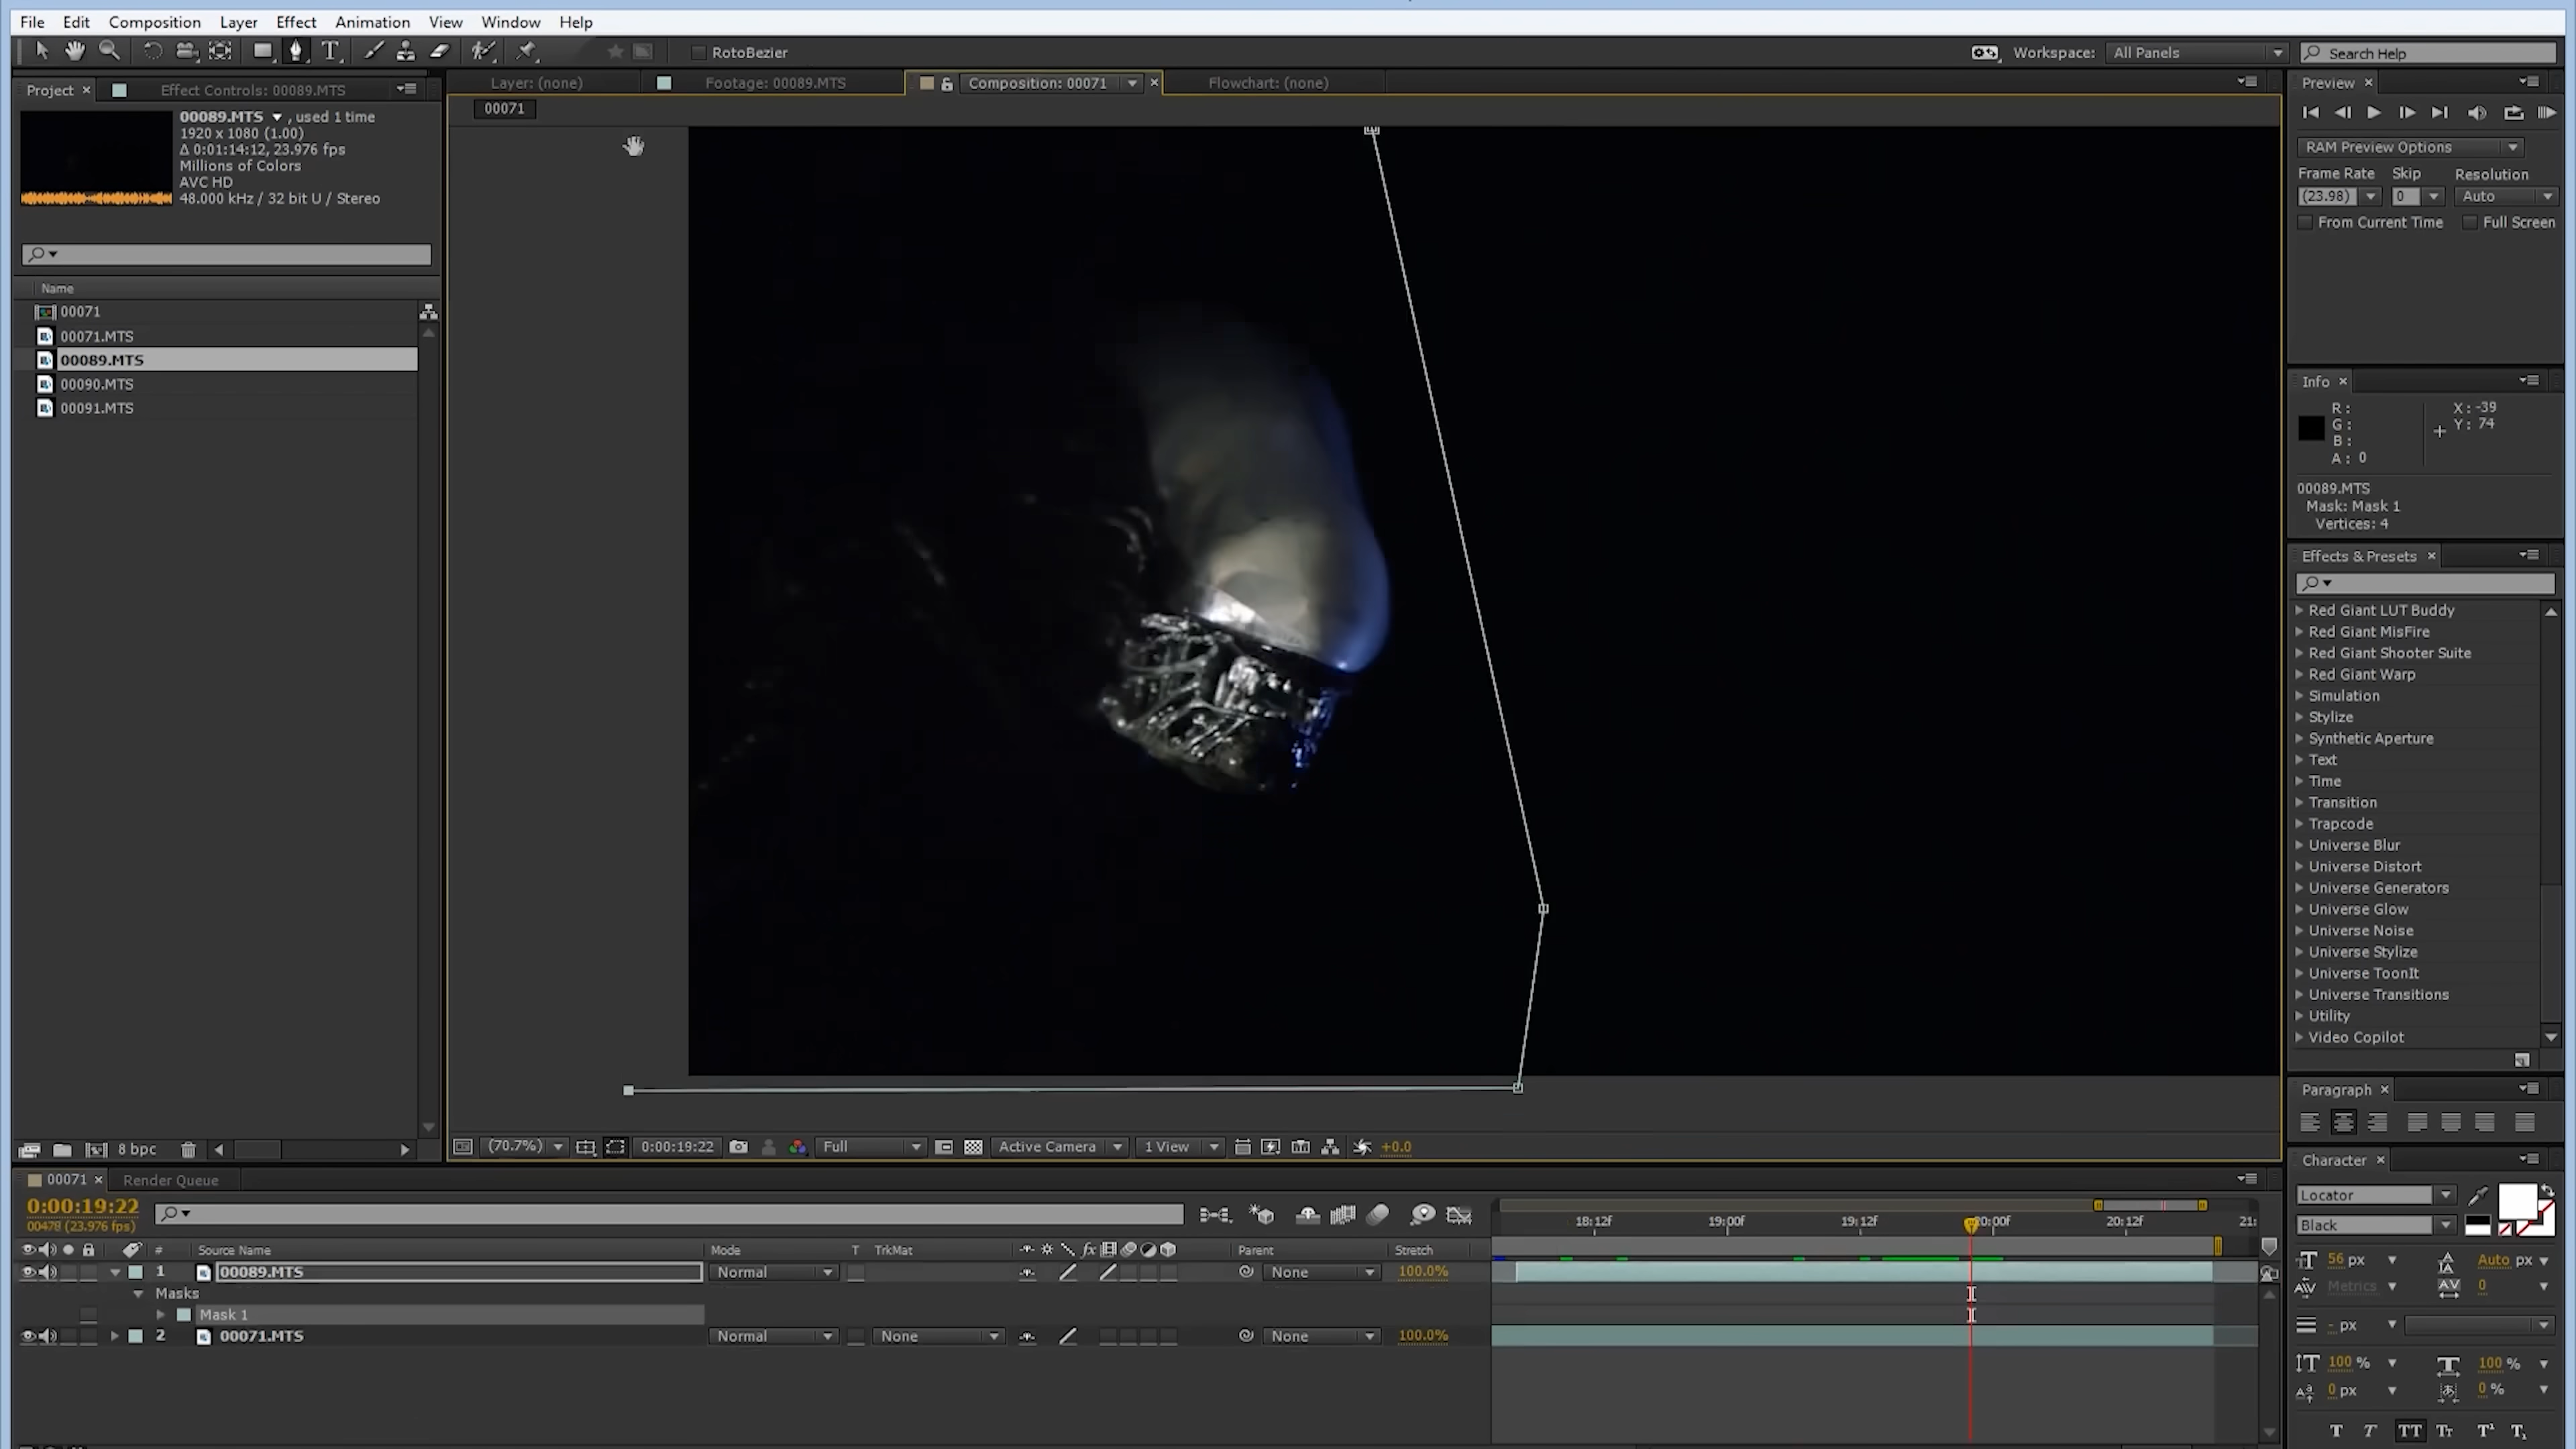 File Edit Composition Layer Effect Animation View Window Help
RotoBezier
Workspace: All Panels
Search Help
Project
Effect Controls: 00089.MTS
Layer: (none)
Footage: 00089.MTS
Composition: 00071
Flowchart: (none)
00071
00089.MTS , used 1 time
1920 x 1080 (1.00)
Δ 0:01:14:12, 23.976 fps
Millions of Colors
AVC HD
48.000 kHz / 32 bit U / Stereo
Name
00071
00071.MTS
00089.MTS
00090.MTS
00091.MTS
8 bpc
(70.7%)
0:00:19:22
Full
Active Camera
1 View
+0.0
Preview
RAM Preview Options
Frame Rate Skip Resolution
(23.98) 0 Auto
From Current Time Full Screen
Info
R: X: -39
G: Y: 74
B:
A: 0
00089.MTS
Mask: Mask 1
Vertices: 4
Effects & Presets
Red Giant LUT Buddy
Red Giant MisFire
Red Giant Shooter Suite
Red Giant Warp
Simulation
Stylize
Synthetic Aperture
Text
Time
Transition
Trapcode
Universe Blur
Universe Distort
Universe Generators
Universe Glow
Universe Noise
Universe Stylize
Universe ToonIt
Universe Transitions
Utility
Video Copilot
Paragraph
Character
Locator
Black
56 px Auto px
Metrics 0
- px
100 % 100 %
0 px 0 %
T T TT Tr T¹ T₁
00071 Render Queue
0:00:19:22
00478 (23.976 fps)
18:12f 19:00f 19:12f 20:00f 20:12f 21:
# Source Name Mode T TrkMat Parent Stretch
1 00089.MTS Normal None 100.0%
Masks
Mask 1
2 00071.MTS Normal None None 100.0%